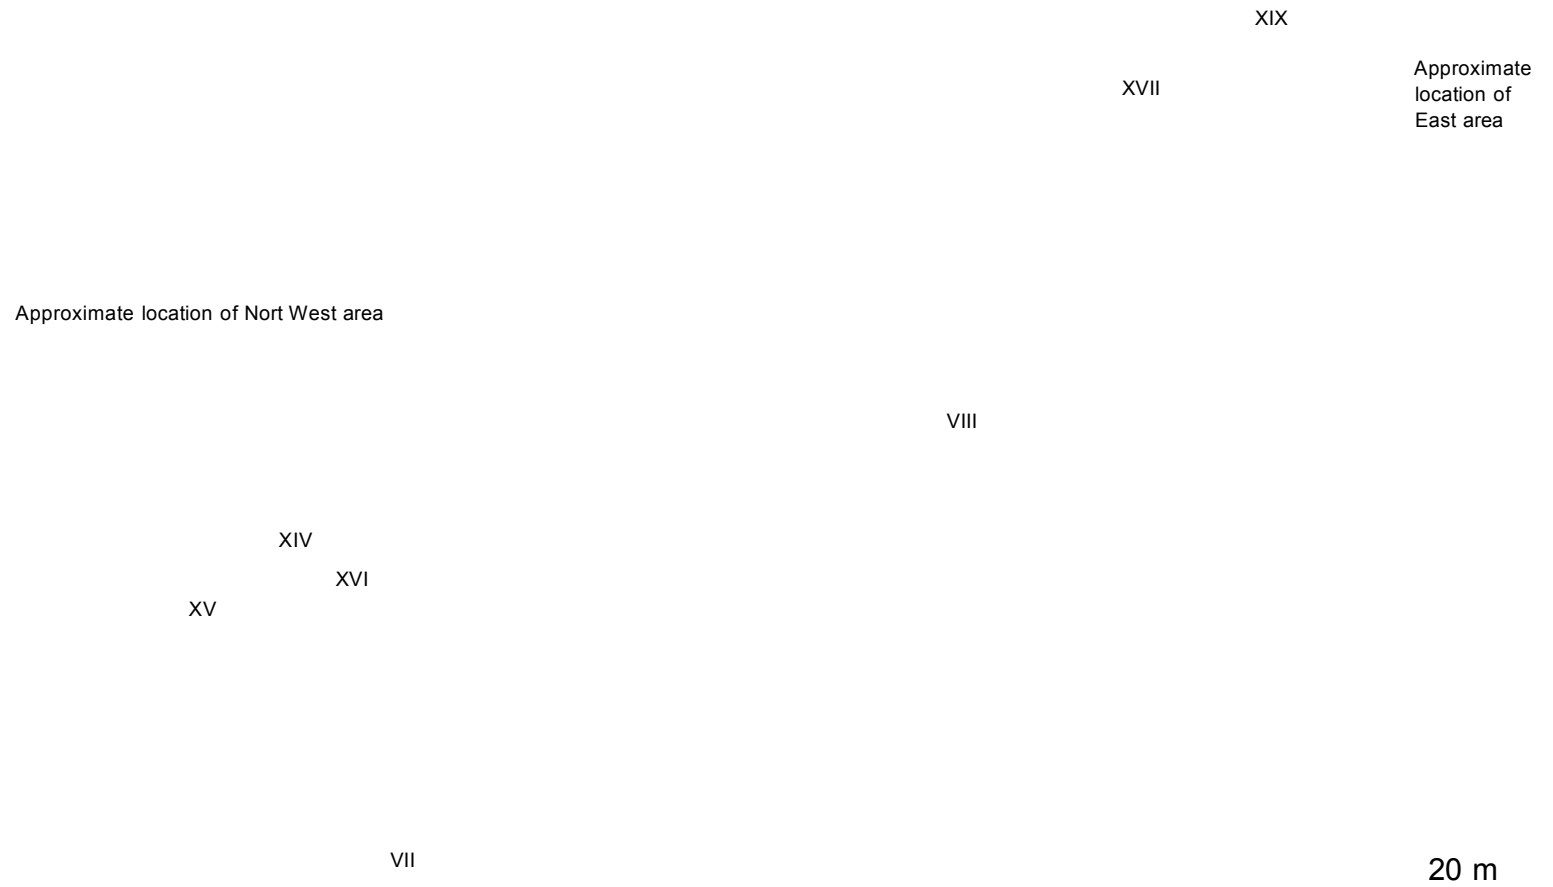 XIX
Approximate
location of
East area
XVII
Approximate location of Nort West area
VIII
XIV
XVI
XV
VII
20 m